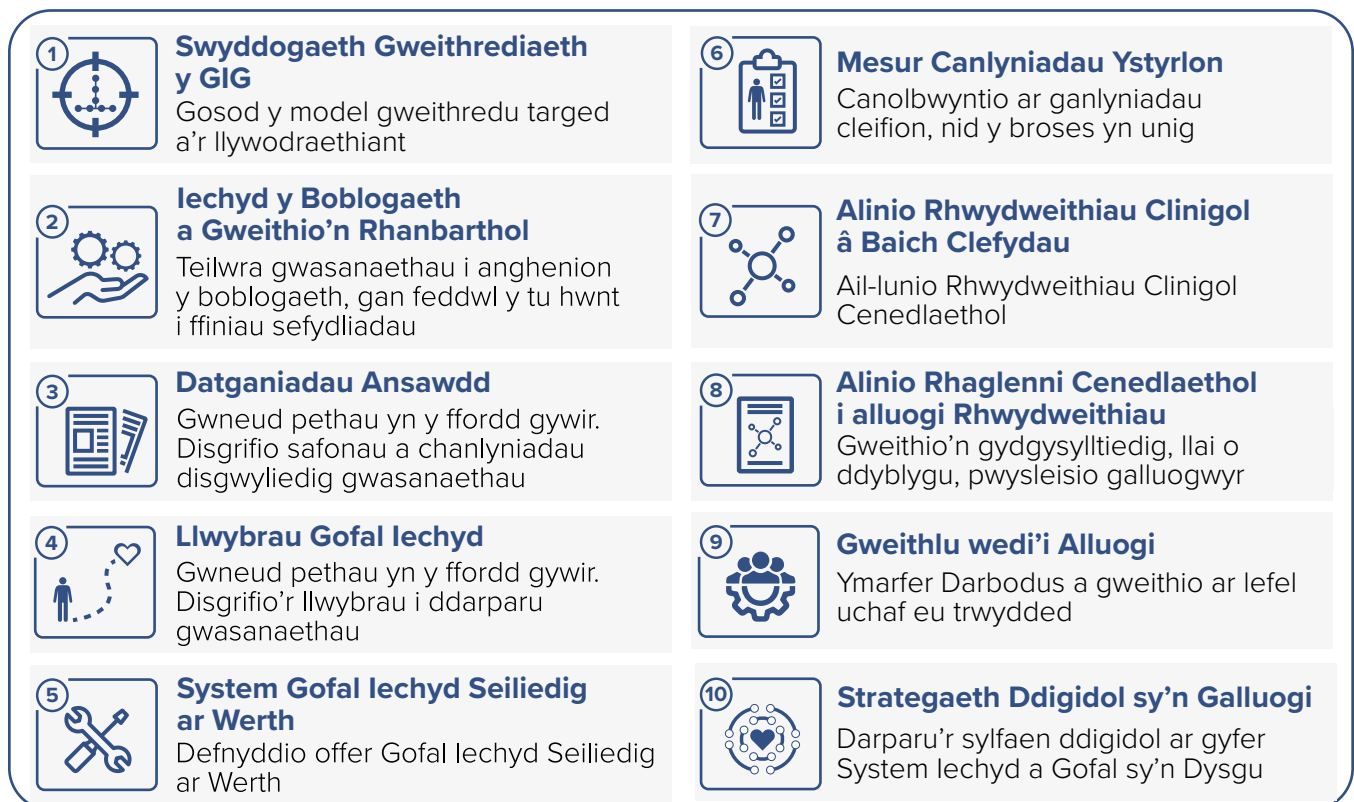 1
Swyddogaeth Gweithrediaeth
y GIG
Gosod y model gweithredu targed
a'r llywodraethiant
2
Iechyd y Boblogaeth
a Gweithio'n Rhanbarthol
Teilwra gwasanaethau i anghenion
y boblogaeth, gan feddwl y tu hwnt
i ffiniau sefydliadau
3
Datganiadau Ansawdd
Gwneud pethau yn y ffordd gywir.
Disgrifio safonau a chanlyniadau
disgwyliedig gwasanaethau
4
Llwybrau Gofal Iechyd
Gwneud pethau yn y ffordd gywir.
Disgrifio'r llwybrau i ddarparu
gwasanaethau
5
System Gofal Iechyd Seiliedig
ar Werth
Defnyddio offer Gofal Iechyd Seiliedig
ar Werth
6
Mesur Canlyniadau Ystyrlon
Canolbwyntio ar ganlyniadau
cleifion, nid y broses yn unig
7
Alinio Rhwydweithiau Clinigol
â Baich Clefydau
Ail-lunio Rhwydweithiau Clinigol
Cenedlaethol
8
Alinio Rhaglenni Cenedlaethol
i alluogi Rhwydweithiau
Gweithio'n gydgysylltiedig, llai o
ddyblygu, pwysleisio galluogwyr
9
Gweithlu wedi'i Alluogi
Ymarfer Darbodus a gweithio ar lefel
uchaf eu trwydded
10
Strategaeth Ddigidol sy'n Galluogi
Darparu'r sylfaen ddigidol ar gyfer
System Iechyd a Gofal sy'n Dysgu